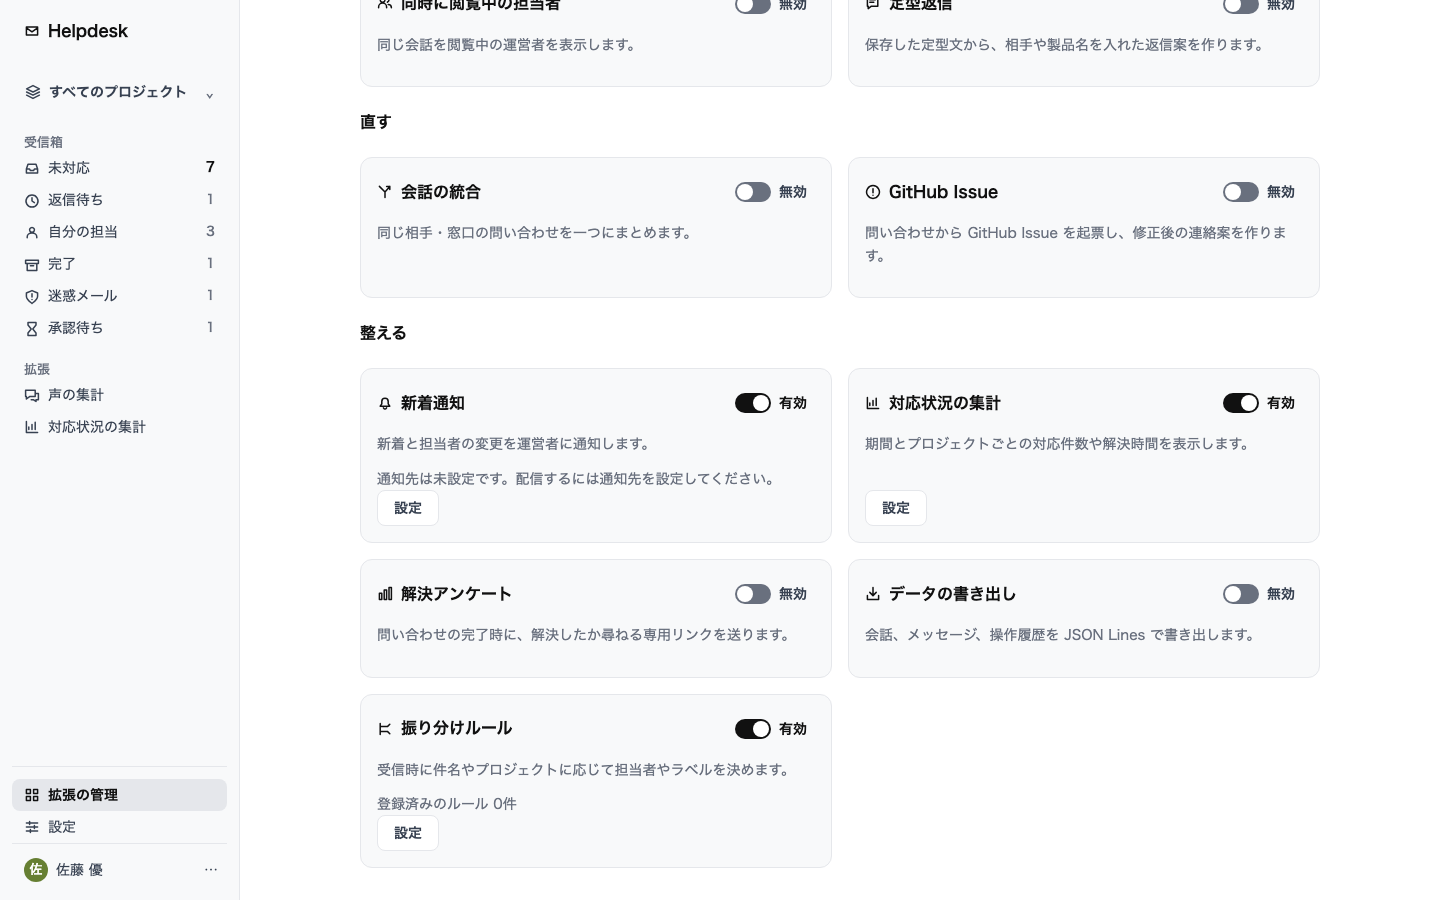 Helpdesk
すべてのプロジェクト
受信箱
未対応 7
返信待ち 1
自分の担当 3
完了 1
迷惑メール 1
承認待ち 1
拡張
声の集計
対応状況の集計
拡張の管理
設定
佐 佐藤 優 …
同時に閲覧中の担当者 無効
同じ会話を閲覧中の運営者を表示します。
定型返信 無効
保存した定型文から、相手や製品名を入れた返信案を作ります。
直す
会話の統合 無効
同じ相手・窓口の問い合わせを一つにまとめます。
GitHub Issue 無効
問い合わせから GitHub Issue を起票し、修正後の連絡案を作りま
す。
整える
新着通知 有効
新着と担当者の変更を運営者に通知します。
通知先は未設定です。配信するには通知先を設定してください。
設定
対応状況の集計 有効
期間とプロジェクトごとの対応件数や解決時間を表示します。
設定
解決アンケート 無効
問い合わせの完了時に、解決したか尋ねる専用リンクを送ります。
データの書き出し 無効
会話、メッセージ、操作履歴を JSON Lines で書き出します。
振り分けルール 有効
受信時に件名やプロジェクトに応じて担当者やラベルを決めます。
登録済みのルール 0件
設定